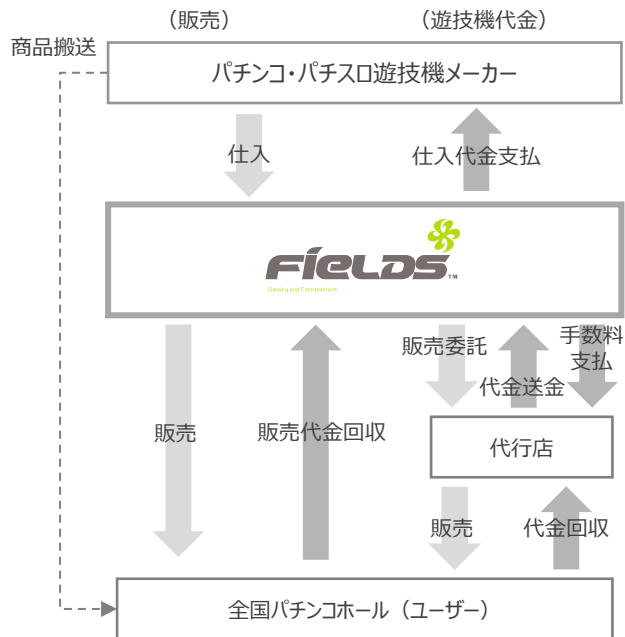 （販売）
（遊技機代金）
商品搬送
パチンコ・パチスロ遊技機メーカー
仕入
仕入代金支払
FIELDS™
Gaming and Entertainment
販売委託
手数料
支払
代金送金
販売
販売代金回収
代行店
販売
代金回収
全国パチンコホール（ユーザー）